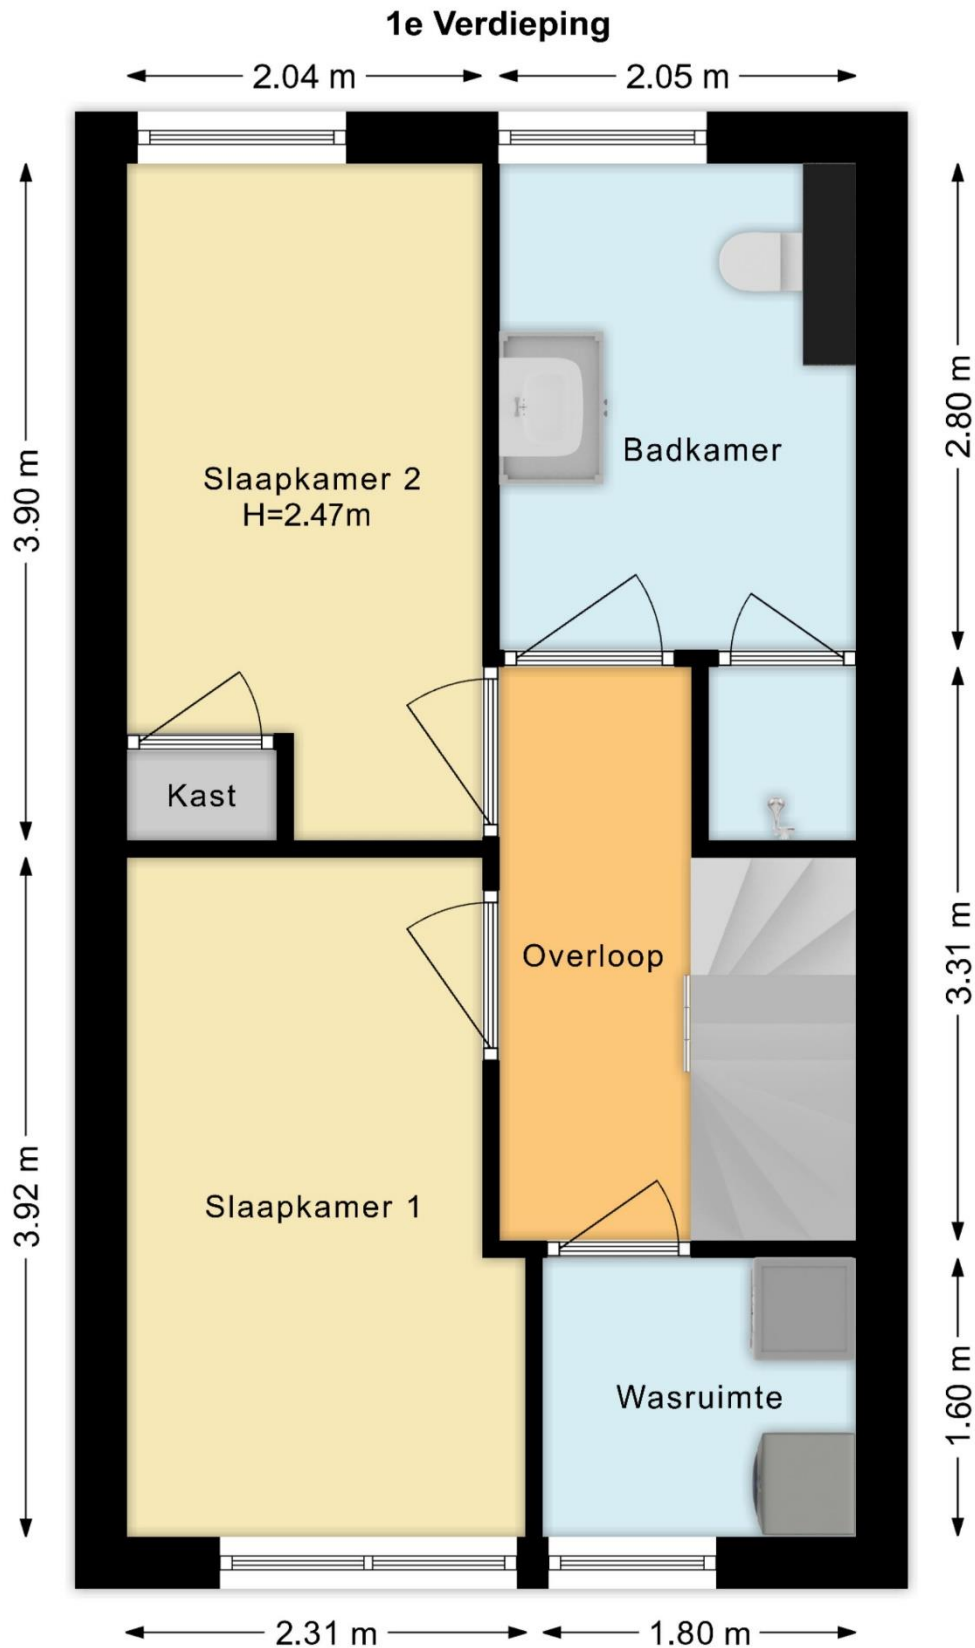 1e Verdieping
2.04 m
2.05 m
3.90 m
2.80 m
Slaapkamer 2
H=2.47m
Badkamer
Kast
Overloop
3.31 m
3.92 m
Slaapkamer 1
Wasruimte
1.60 m
2.31 m
1.80 m